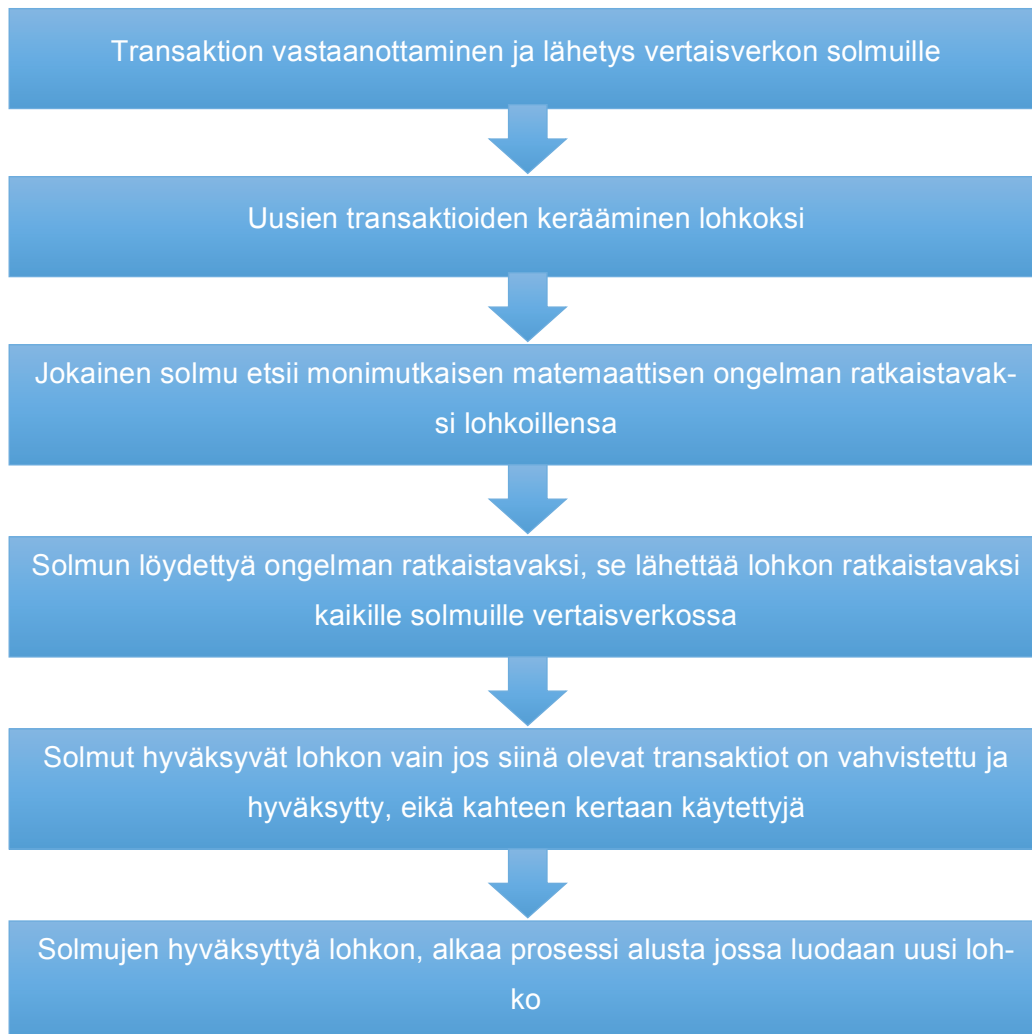 Transaktion vastaanottaminen ja lähetys vertaisverkon solmuille
Uusien transaktioiden kerääminen lohkoksi
Jokainen solmu etsii monimutkaisen matemaattisen ongelman ratkaistavak-
si lohkoillensa
Solmun löydettyä ongelman ratkaistavaksi, se lähettää lohkon ratkaistavaksi
kaikille solmuille vertaisverkossa
Solmut hyväksyvät lohkon vain jos siinä olevat transaktiot on vahvistettu ja
hyväksytty, eikä kahteen kertaan käytettyjä
Solmujen hyväksyttyä lohkon, alkaa prosessi alusta jossa luodaan uusi loh-
ko